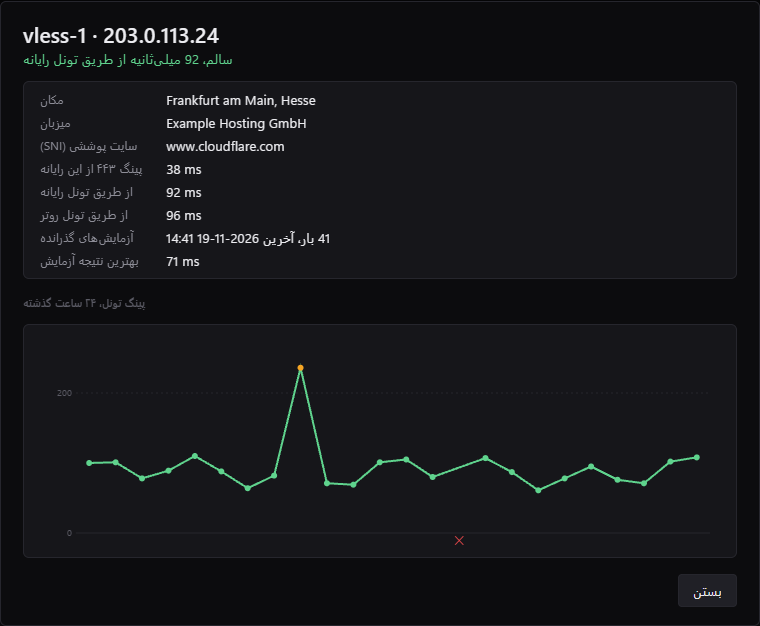 vless-1 · 203.0.113.24
سالم، 92 میلی‌ثانیه از طریق تونل رایانه
مکان Frankfurt am Main, Hesse
میزبان Example Hosting GmbH
سایت پوششی (SNI) www.cloudflare.com
پینگ ۴۴۳ از این رایانه 38 ms
از طریق تونل رایانه 92 ms
از طریق تونل روتر 96 ms
آزمایش‌های گذرانده 41 بار، آخرین 2026-11-19 14:41
بهترین نتیجه آزمایش 71 ms
پینگ تونل، ۲۴ ساعت گذشته
200
0
بستن